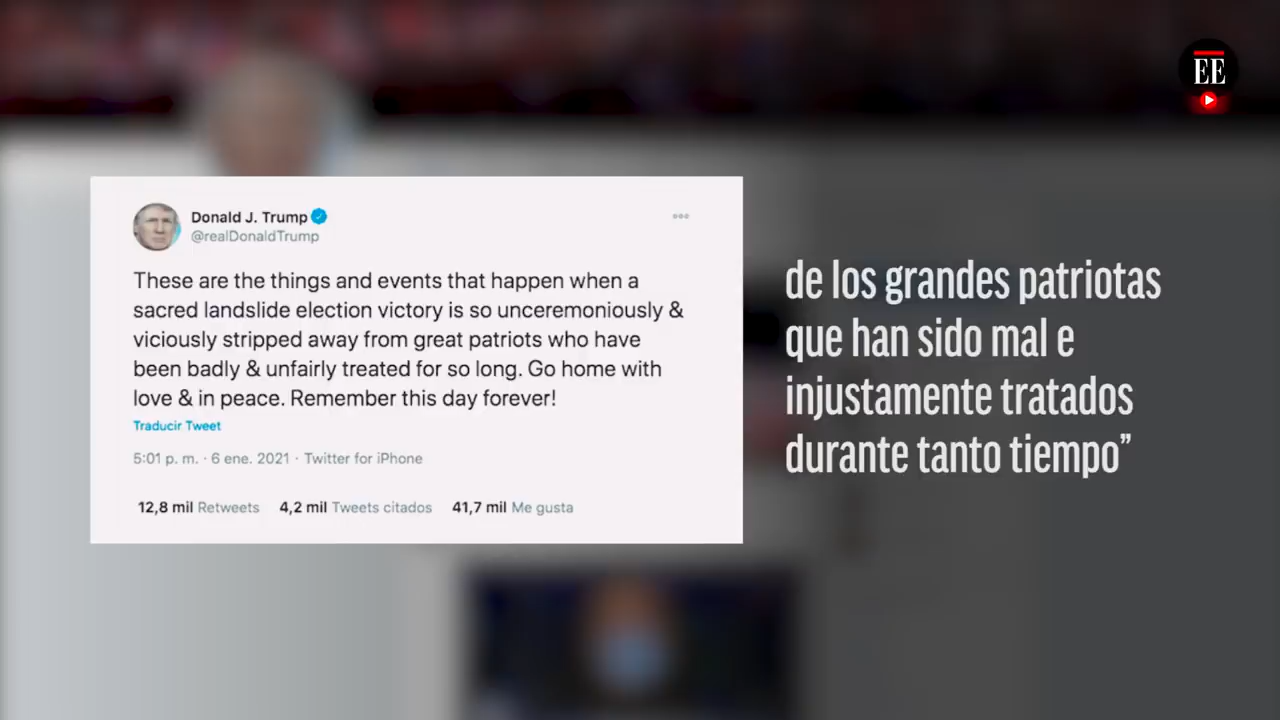 EE
Donald J. Trump
@realDonaldTrump
These are the things and events that happen when a
sacred landslide election victory is so unceremoniously &
viciously stripped away from great patriots who have
been badly & unfairly treated for so long. Go home with
love & in peace. Remember this day forever!
Traducir Tweet
5:01 p. m. · 6 ene. 2021 · Twitter for iPhone
12,8 mil Retweets 4,2 mil Tweets citados 41,7 mil Me gusta
de los grandes patriotas
que han sido mal e
injustamente tratados
durante tanto tiempo”